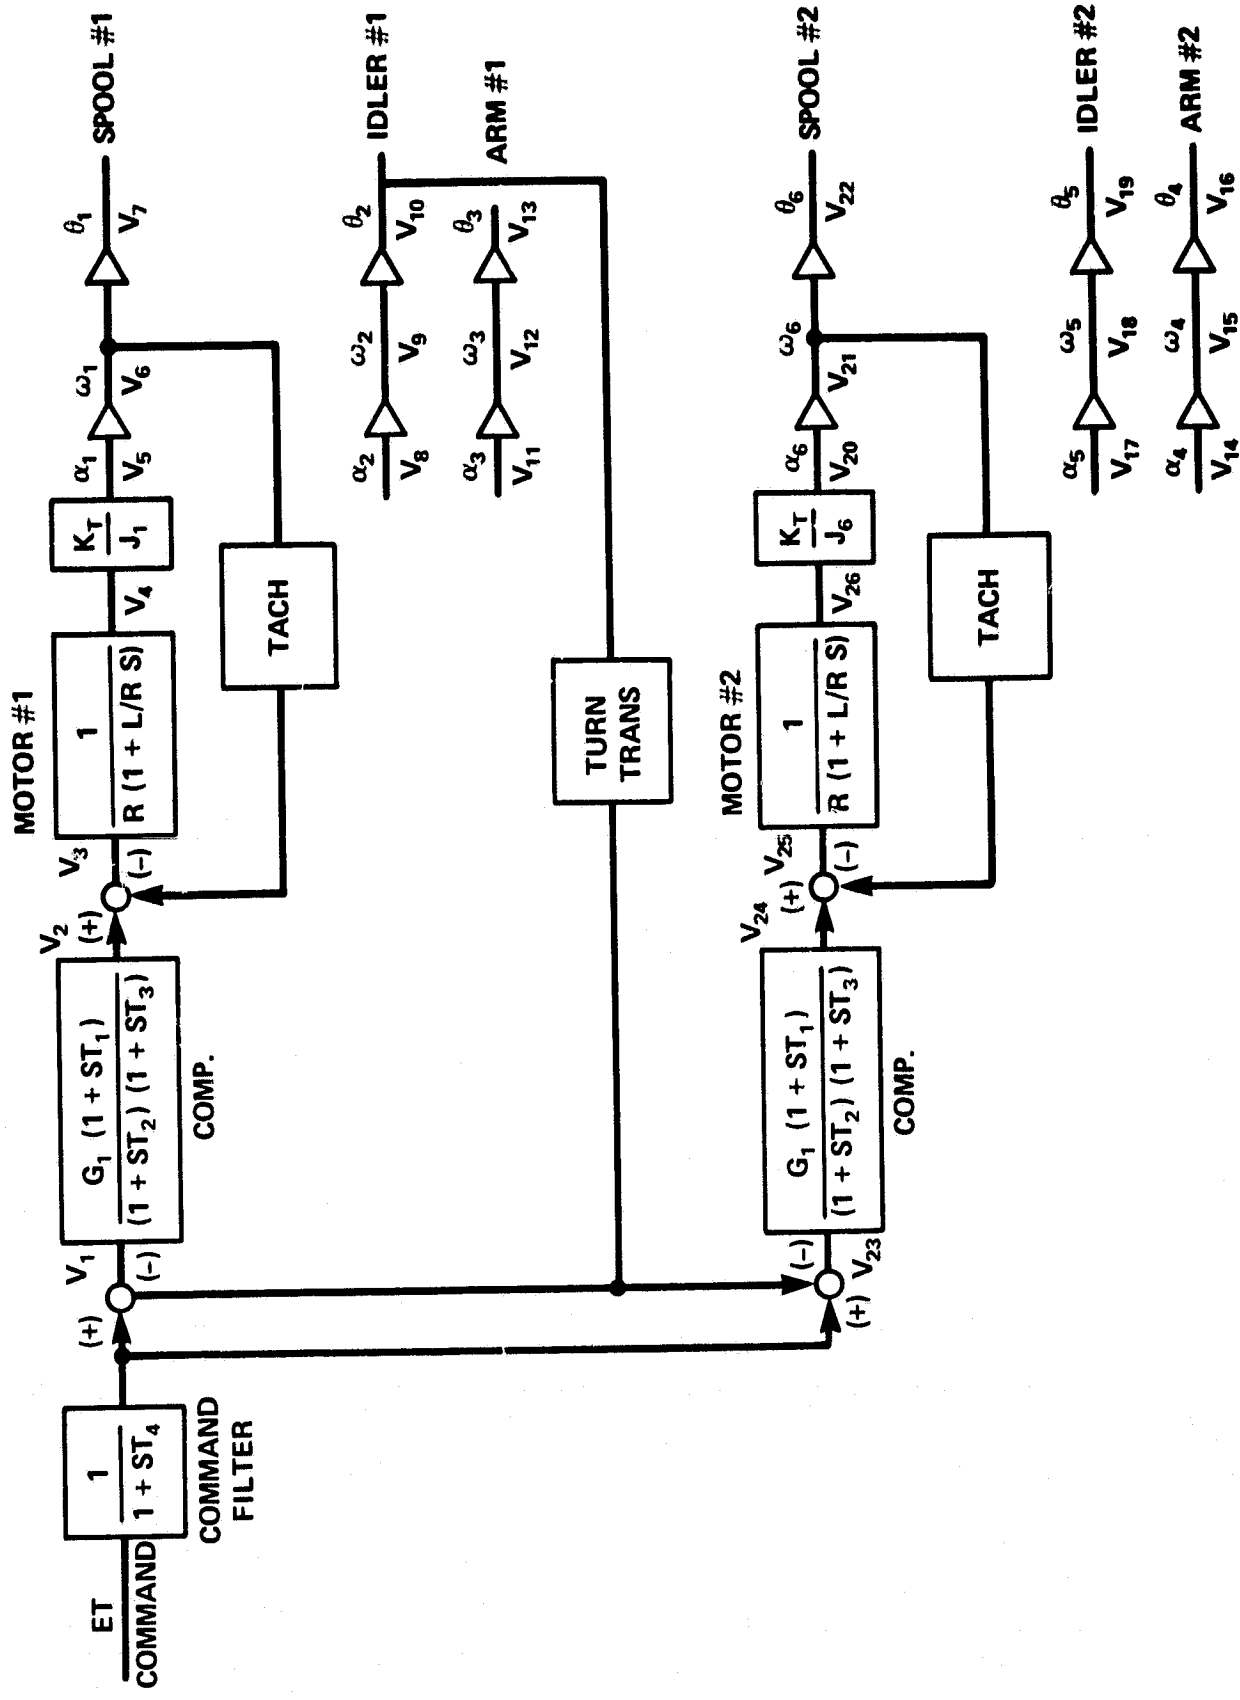 ET
COMMAND
1
1 + ST4
COMMAND
FILTER
(+)
(-)
V1
G1 (1 + ST1)
(1 + ST2) (1 + ST3)
COMP.
V2
(+)
(-)
V3
MOTOR #1
1
R (1 + L/R S)
V4
KT
J1
α1
V5
ω1
V6
θ1
V7
SPOOL #1
TACH
α2
V8
ω2
V9
θ2
V10
IDLER #1
α3
V11
ω3
V12
θ3
V13
ARM #1
TURN
TRANS
(+)
(-)
V23
G1 (1 + ST1)
(1 + ST2) (1 + ST3)
COMP.
V24
(+)
(-)
V25
MOTOR #2
1
R (1 + L/R S)
V26
KT
J6
α6
V20
ω6
V21
θ6
V22
SPOOL #2
TACH
α5
V17
ω5
V18
θ5
V19
IDLER #2
α4
V14
ω4
V15
θ4
V16
ARM #2